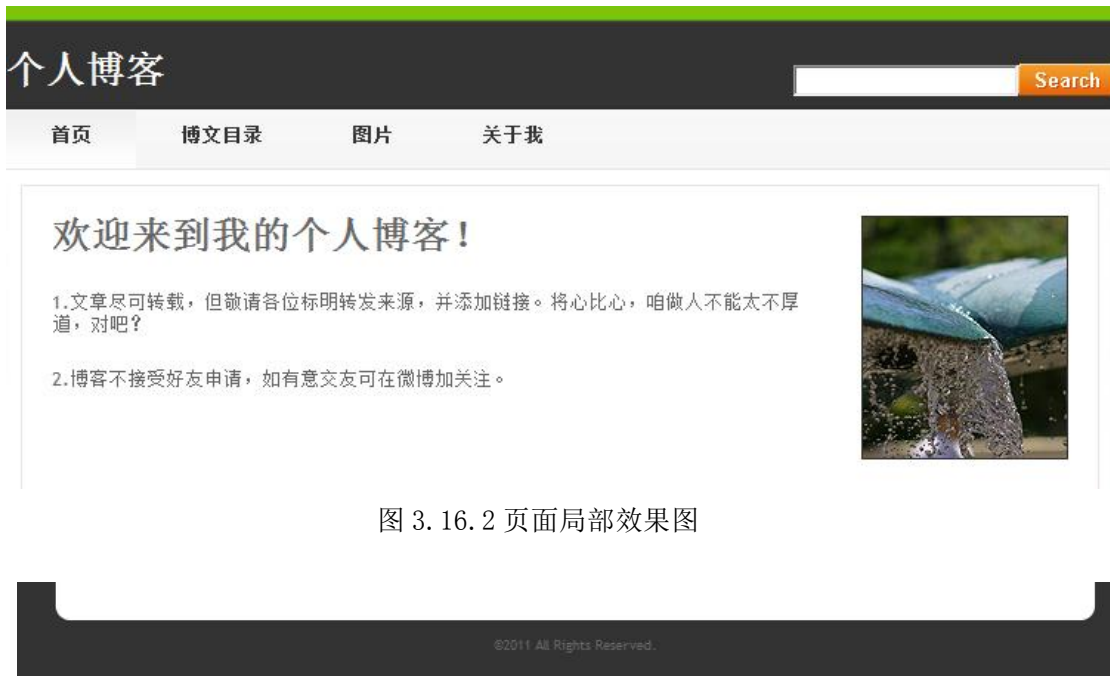 个人博客
Search
首页 博文目录 图片 关于我
欢迎来到我的个人博客！
1.文章尽可转载，但敬请各位标明转发来源，并添加链接。将心比心，咱做人不能太不厚
道，对吧？
2.博客不接受好友申请，如有意交友可在微博加关注。
图 3.16.2 页面局部效果图
©2011 All Rights Reserved.